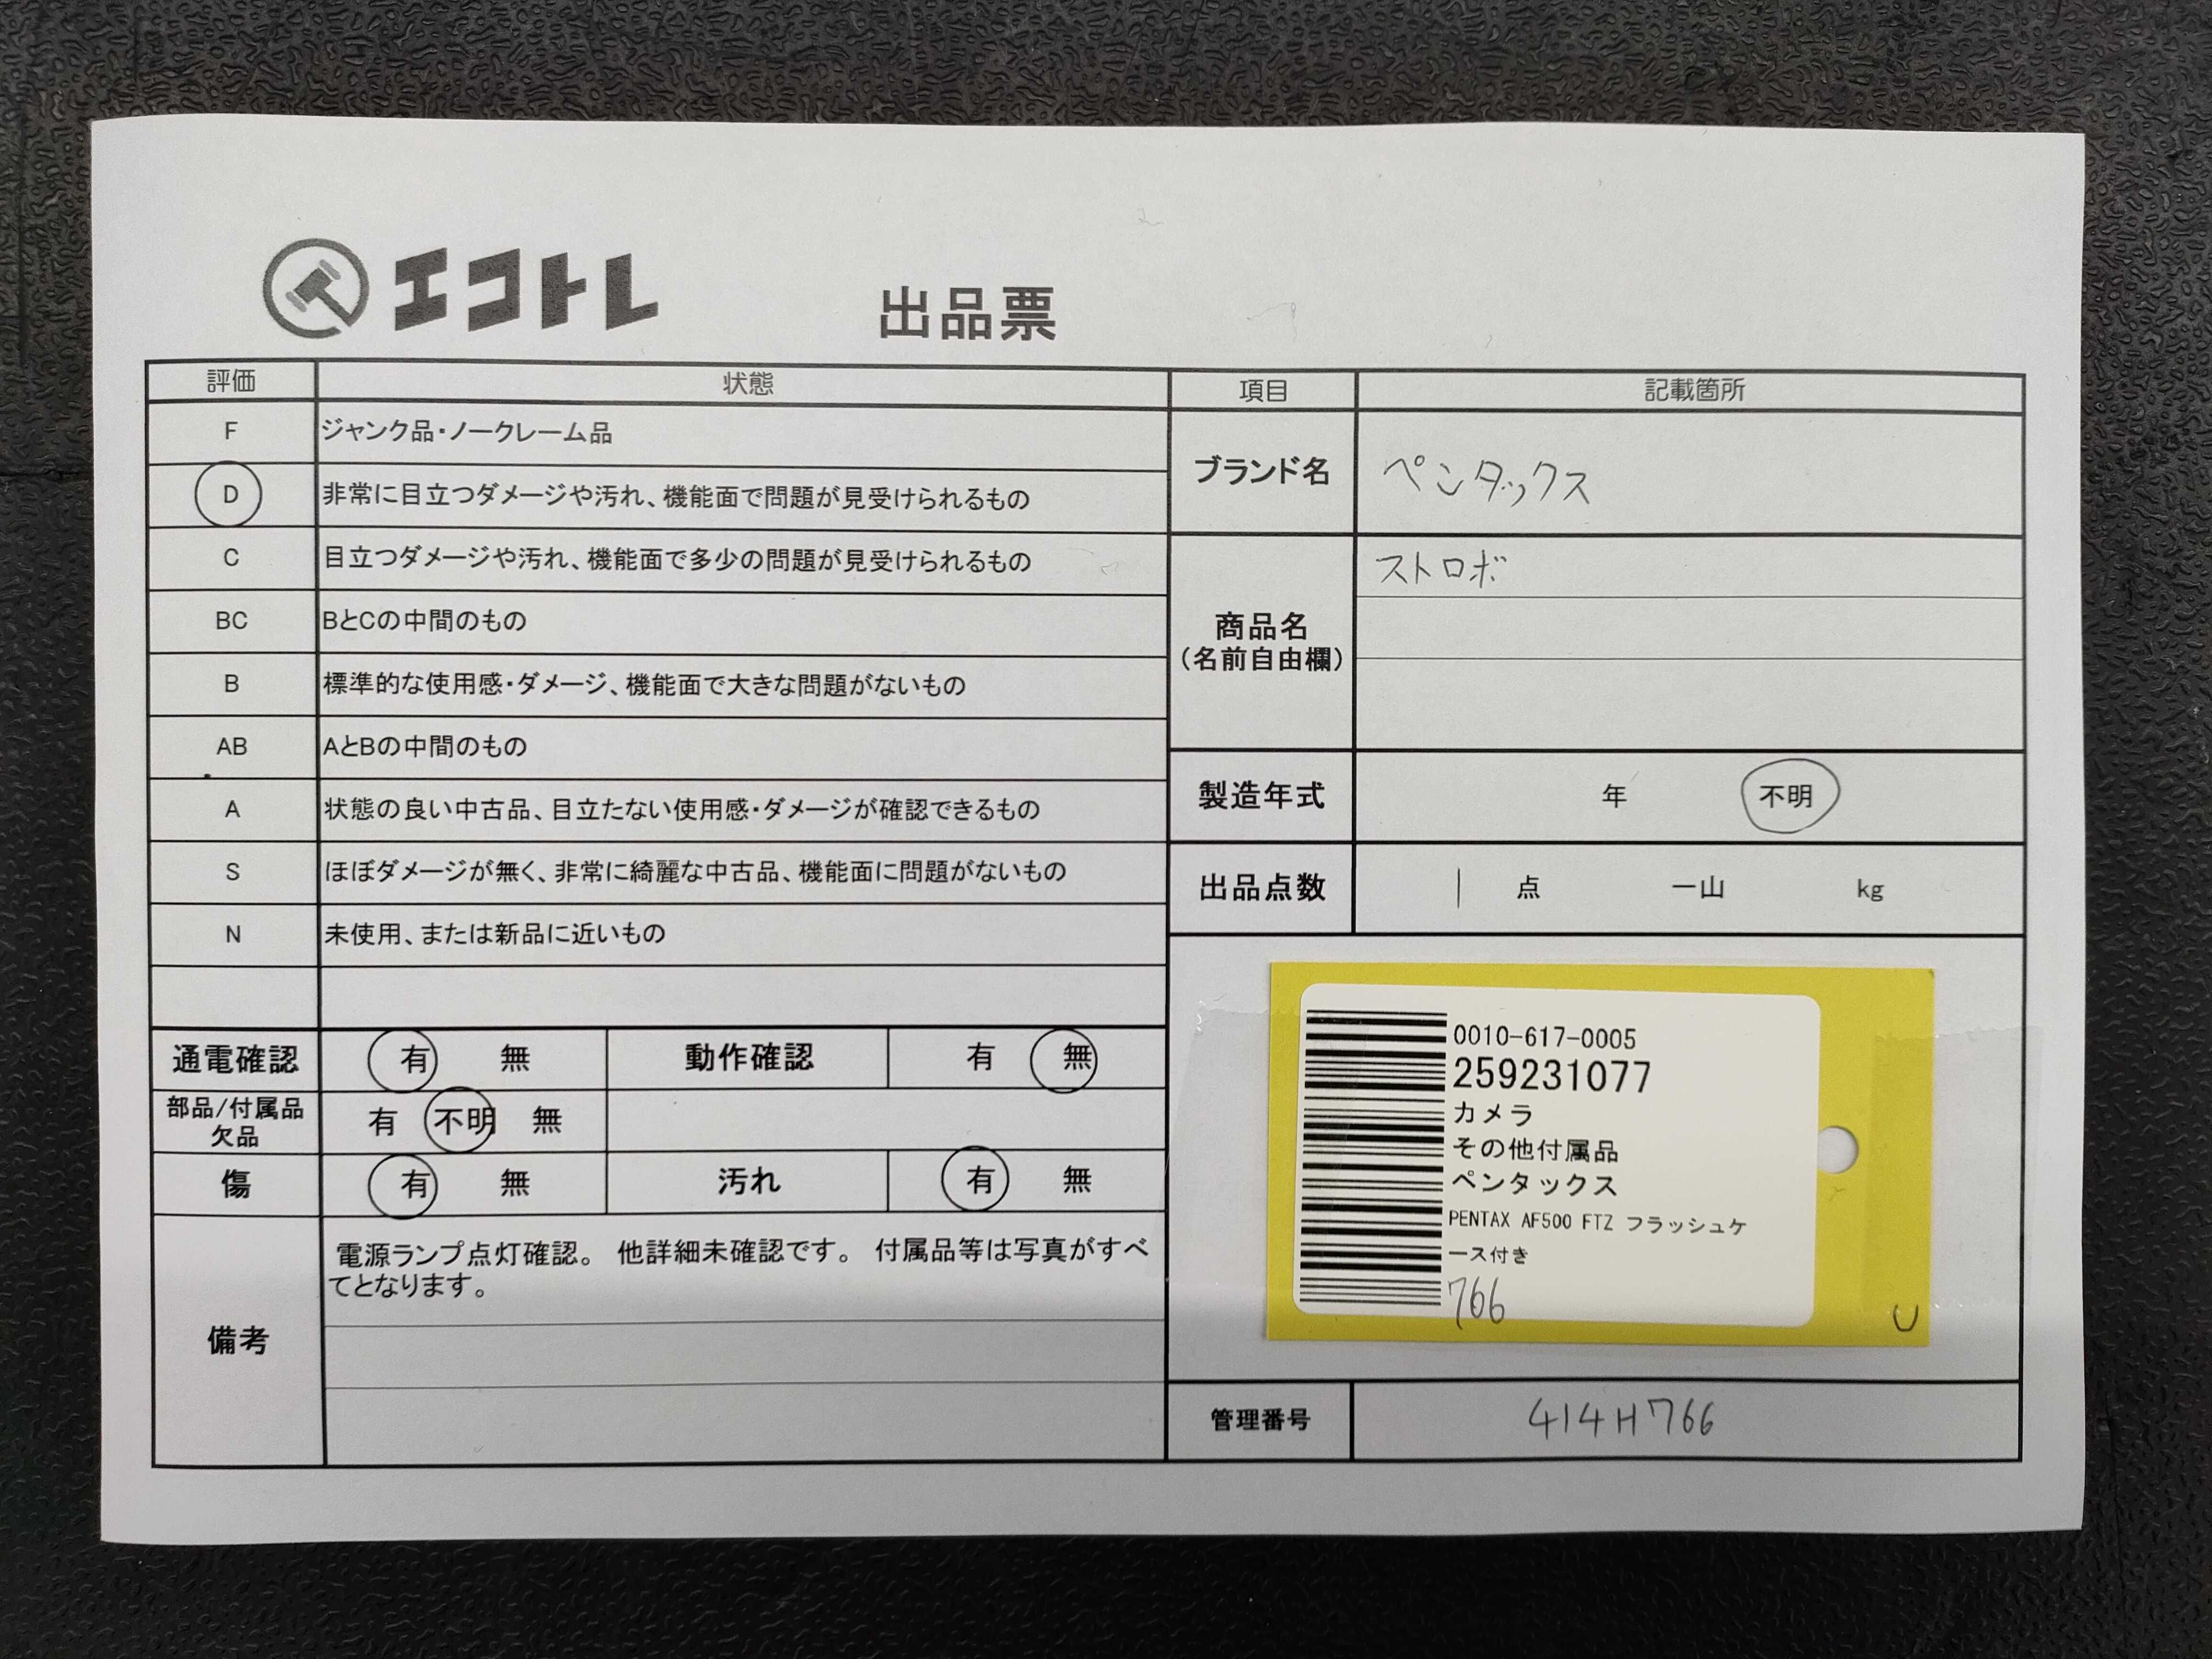 エコトレ
出品票
評価 状態
F ジャンク品・ノークレーム品
D 非常に目立つダメージや汚れ、機能面で問題が見受けられるもの
C 目立つダメージや汚れ、機能面で多少の問題が見受けられるもの
BC BとCの中間のもの
B 標準的な使用感・ダメージ、機能面で大きな問題がないもの
AB AとBの中間のもの
A 状態の良い中古品、目立たない使用感・ダメージが確認できるもの
S ほぼダメージが無く、非常に綺麗な中古品、機能面に問題がないもの
N 未使用、または新品に近いもの
通電確認 有 無 動作確認 有 無
部品/付属品
欠品
有 不明 無
傷 有 無 汚れ 有 無
備考
電源ランプ点灯確認。 他詳細未確認です。 付属品等は写真がすべ
てとなります。
項目 記載箇所
ブランド名 ペンタックス
商品名
(名前自由欄)
ストロボ
製造年式 年 不明
出品点数 1 点 一山 kg
0010-617-0005
259231077
カメラ
その他付属品
ペンタックス
PENTAX AF500 FTZ フラッシュケ
ース付き
766
U
管理番号 414H766